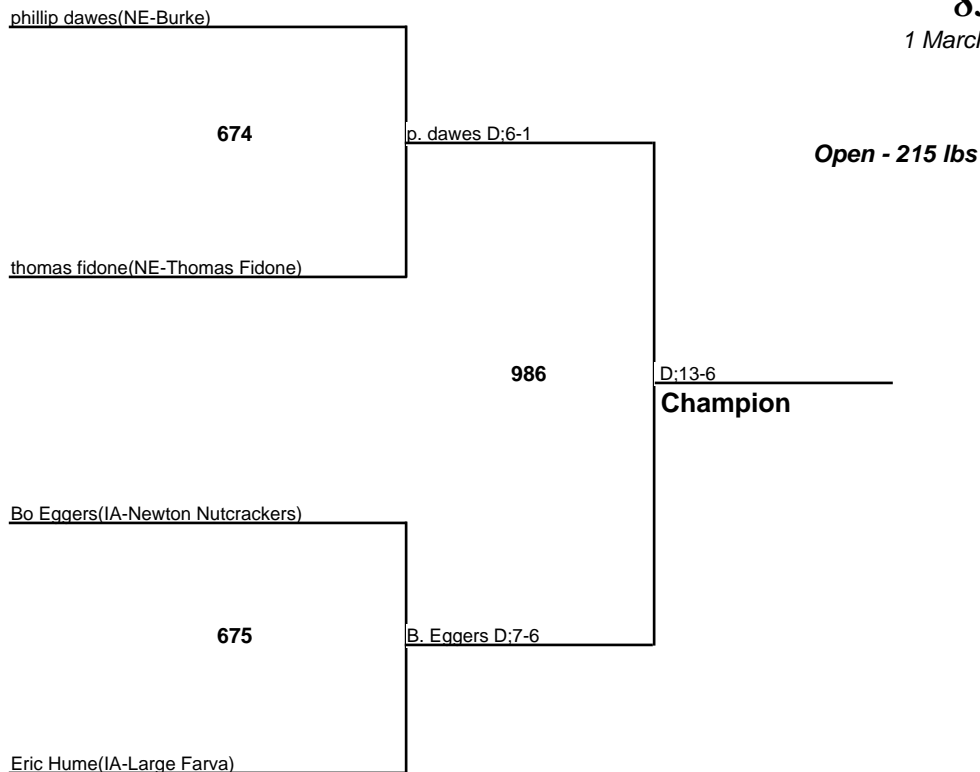 phillip dawes(NE-Burke)
1 March
674
p. dawes D;6-1
Open - 215 lbs
thomas fidone(NE-Thomas Fidone)
986
D;13-6
Champion
Bo Eggers(IA-Newton Nutcrackers)
675
B. Eggers D;7-6
Eric Hume(IA-Large Farva)